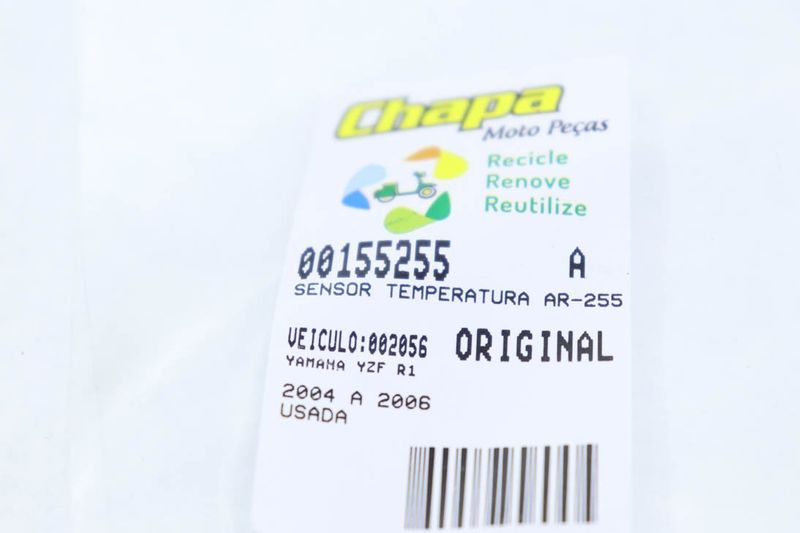 Chapa
Moto Peças
Recicle
Renove
Reutilize
00155255 A
SENSOR TEMPERATURA AR-255
VEICULO:002056 ORIGINAL
YAMAHA YZF R1
2004 A 2006
USADA